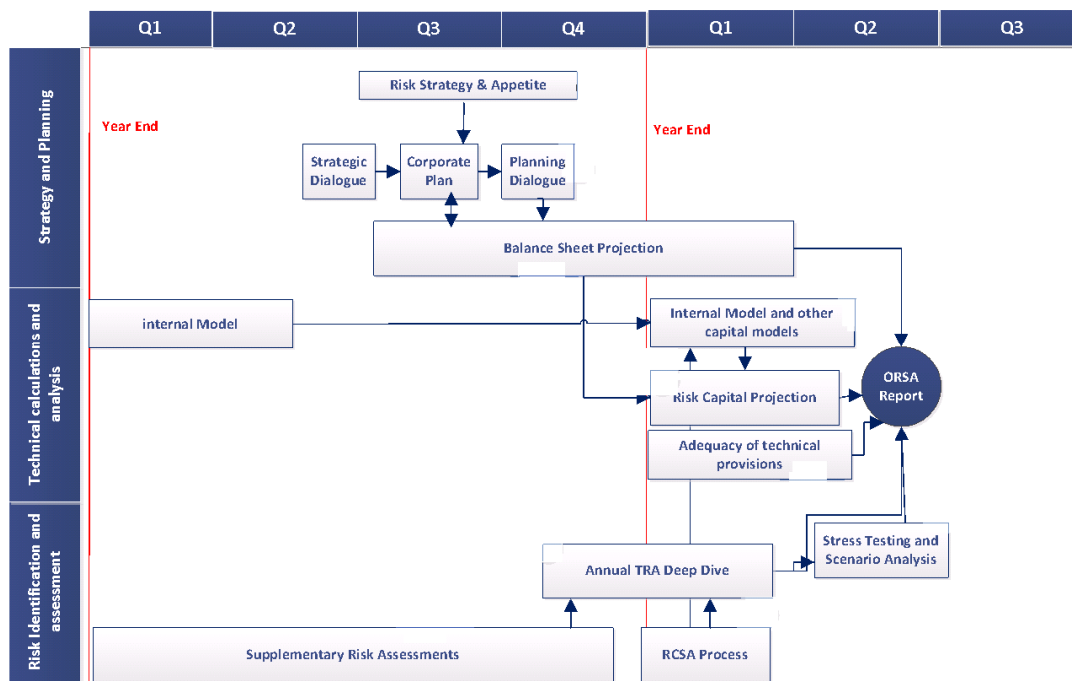 Q1
Q2
Q3
Q4
Q1
Q2
Q3
Strategy and Planning
Risk Strategy & Appetite
Year End
Year End
Strategic
Dialogue
Corporate
Plan
Planning
Dialogue
Balance Sheet Projection
Technical calculations and
analysis
internal Model
Internal Model and other
capital models
Risk Capital Projection
ORSA
Report
Adequacy of technical
provisions
Risk Identification and
assessment
Annual TRA Deep Dive
Stress Testing and
Scenario Analysis
Supplementary Risk Assessments
RCSA Process